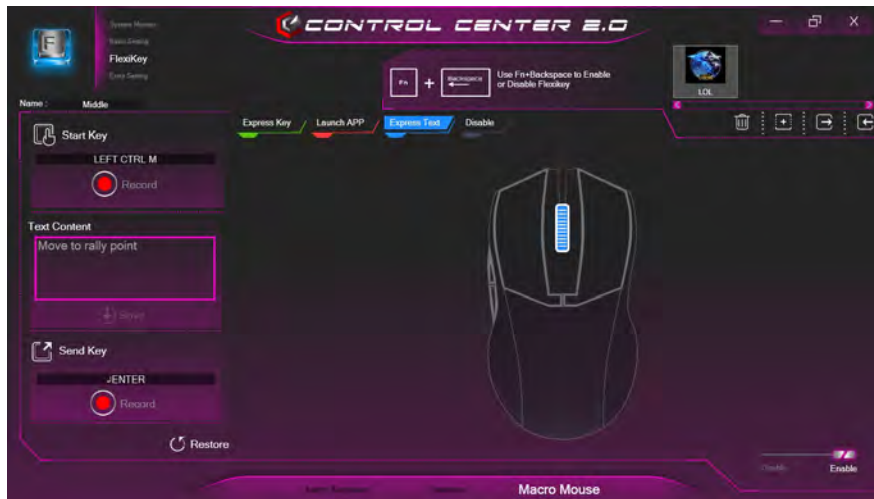 CONTROL CENTER 2.0
F
System Monitor
FlexiKey
Fn + Backspace
Use Fn+Backspace to Enable
or Disable Flexikey
LOL
Name : Middle
Express Key
Launch APP
Express Text
Disable
Start Key
LEFT CTRL M
Record
Text Content
Move to rally point
Save
Send Key
ENTER
Record
Restore
Disable
Enable
Macro Mouse